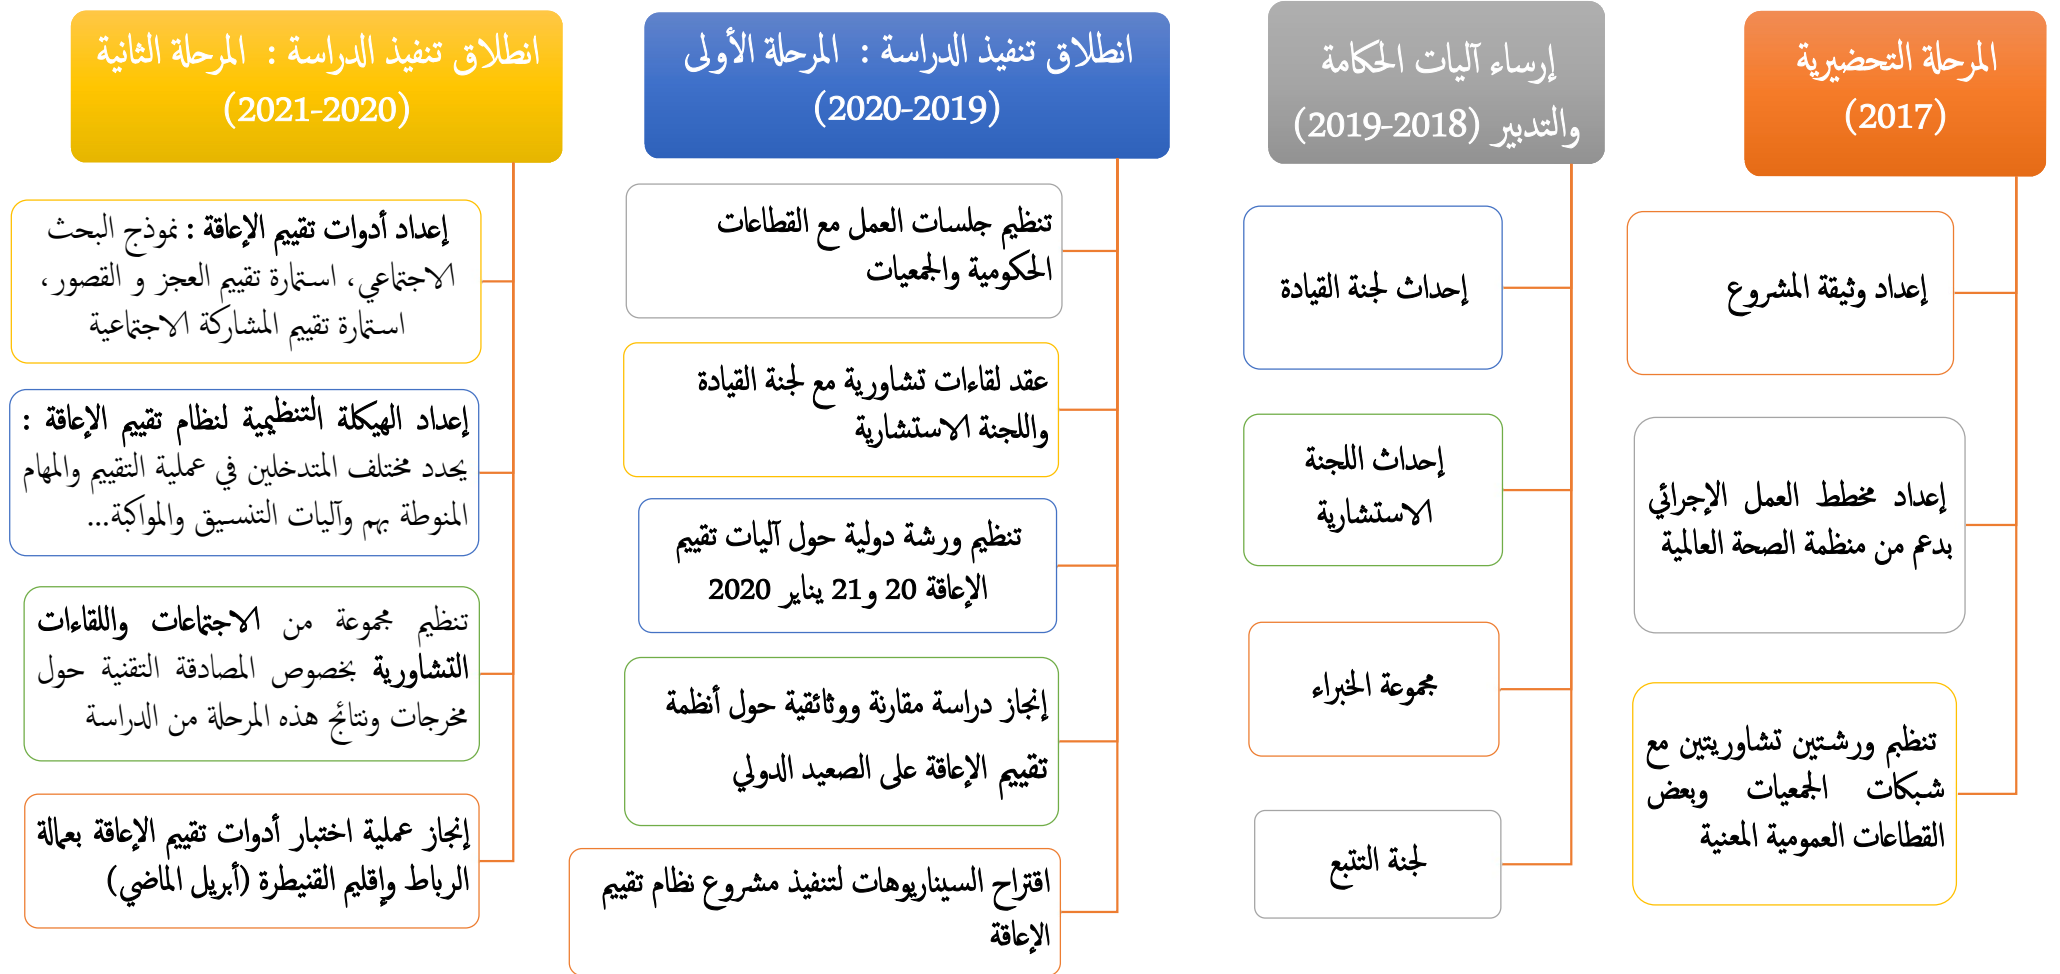 المرحلة التحضيرية
(2017)
إعداد وثيقة المشروع
إعداد مخطط العمل الإجرائي
بدعم من منظمة الصحة العالمية
تنظيم ورشتين تشاوريتين مع
شبكات الجمعيات وبعض
القطاعات العمومية المعنية
إرساء آليات الحكامة
والتدبير (2018-2019)
إحداث لجنة القيادة
إحداث اللجنة
الاستشارية
مجموعة الخبراء
لجنة التتبع
انطلاق تنفيذ الدراسة : المرحلة الأولى
(2019-2020)
تنظيم جلسات العمل مع القطاعات
الحكومية والجمعيات
عقد لقاءات تشاورية مع لجنة القيادة
واللجنة الاستشارية
تنظيم ورشة دولية حول آليات تقييم
الإعاقة 20 و21 يناير 2020
إنجاز دراسة مقارنة ووثائقية حول أنظمة
تقييم الإعاقة على الصعيد الدولي
اقتراح السيناريوهات لتنفيذ مشروع نظام تقييم
الإعاقة
انطلاق تنفيذ الدراسة : المرحلة الثانية
(2020-2021)
إعداد أدوات تقييم الإعاقة : نموذج البحث
الاجتماعي، استمارة تقييم العجز و القصور،
استمارة تقييم المشاركة الاجتماعية
إعداد الهيكلة التنظيمية لنظام تقييم الإعاقة :
يحدد مختلف المتدخلين في عملية التقييم والمهام
المنوطة بهم وآليات التنسيق والمواكبة...
تنظيم مجموعة من الاجتماعات واللقاءات
التشاورية بخصوص المصادقة التقنية حول
مخرجات ونتائج هذه المرحلة من الدراسة
إنجاز عملية اختبار أدوات تقييم الإعاقة بعمالة
الرباط وإقليم القنيطرة (أبريل الماضي)